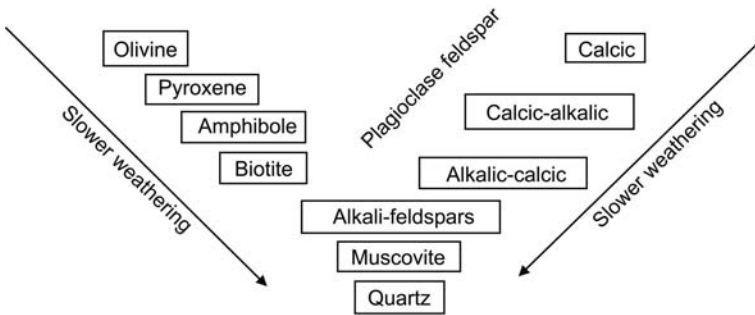 Olivine
Pyroxene
Amphibole
Biotite
Slower weathering
Plagioclase feldspar
Calcic
Calcic-alkalic
Alkalic-calcic
Slower weathering
Alkali-feldspars
Muscovite
Quartz